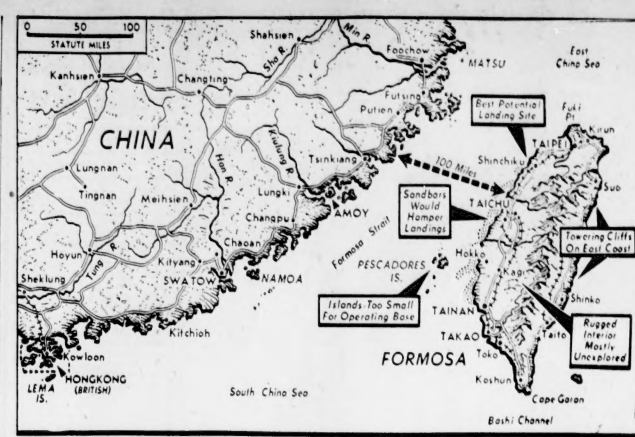 0 50 100
STATUTE MILES
Shahsien
Min R.
Foochow
MATSU
East
China Sea
Kanhsien
Changting
Sha R.
Futsing
Putien
Best Potential
Landing Site
Fuki
Pt
Kirun
TAIPEI
CHINA
Han R.
Kiulung R.
Tsinkiang
100 Miles
Shinchiku
Suo
Lungnan
Tingnan
Meihsien
Lungki
AMOY
Changpu
Sandbars
Would
Hamper
Landings
TAICHU
Towering Cliffs
On East Coast
Hoyun
Tung R.
Kityang
Chaoan
Formosa Strait
Hokko
Kagi
PESCADORES
IS.
Sheklung
SWATOW
NAMOA
Islands Too Small
For Operating Base
TAINAN
Shinko
Kitchioh
TAKAO
Toko
Taito
Rugged
Interior
Mostly
Unexplored
Kowloon
HONGKONG
(BRITISH)
LEMA
IS.
FORMOSA
Koshun
South China Sea
Cape Garan
Bashi Channel